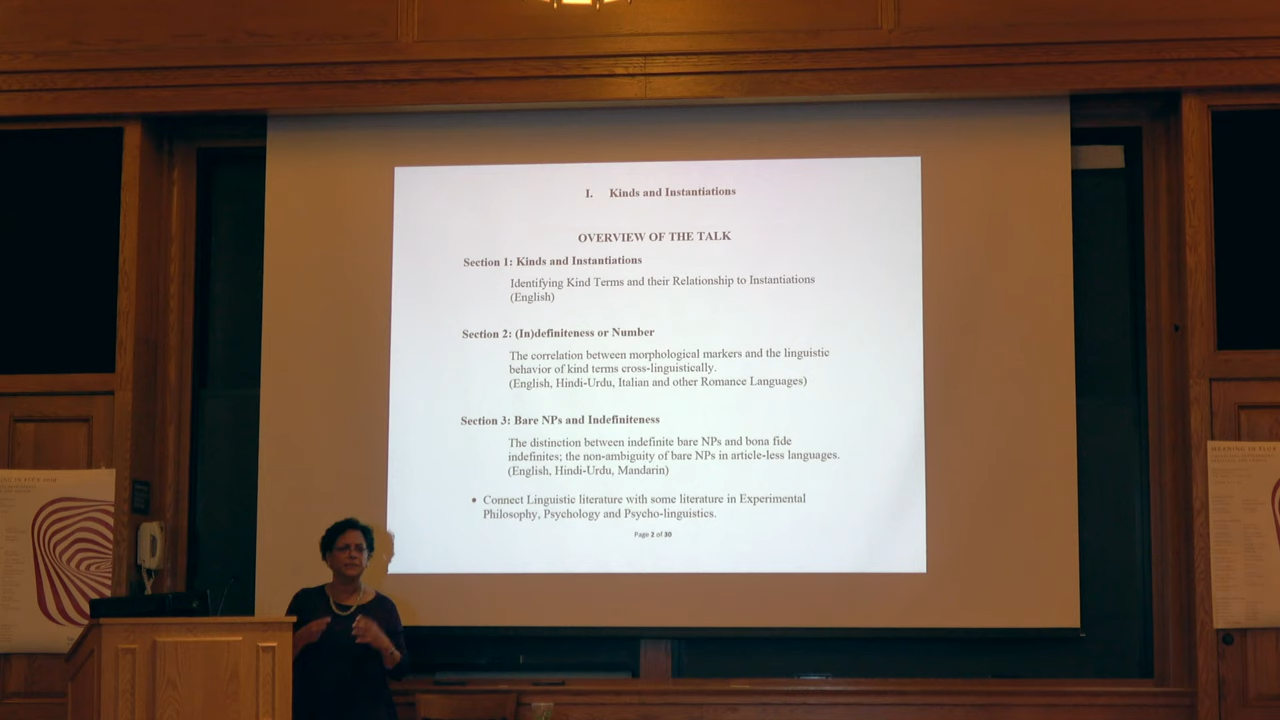 I. Kinds and Instantiations
OVERVIEW OF THE TALK
Section 1: Kinds and Instantiations
Identifying Kind Terms and their Relationship to Instantiations
(English)
Section 2: (In)definiteness or Number
The correlation between morphological markers and the linguistic
behavior of kind terms cross-linguistically.
(English, Hindi-Urdu, Italian and other Romance Languages)
Section 3: Bare NPs and Indefiniteness
The distinction between indefinite bare NPs and bona fide
indefinites; the non-ambiguity of bare NPs in article-less languages.
(English, Hindi-Urdu, Mandarin)
• Connect Linguistic literature with some literature in Experimental
Philosophy, Psychology and Psycho-linguistics.
Page 2 of 30
MEANING IN FLUX